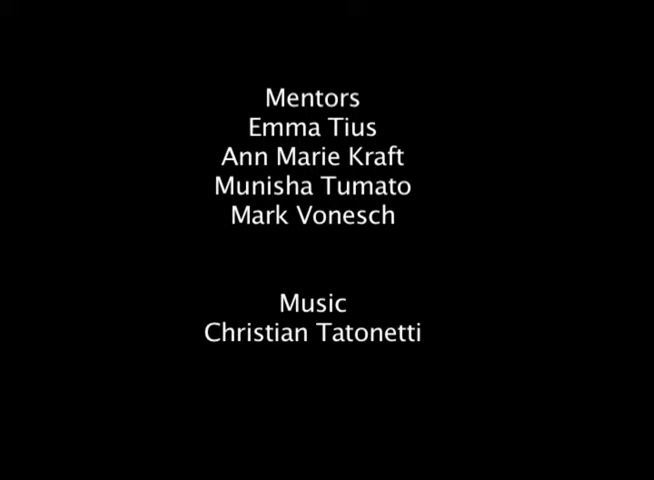 Mentors
Emma Tius
Ann Marie Kraft
Munisha Tumato
Mark Vonesch
Music
Christian Tatonetti